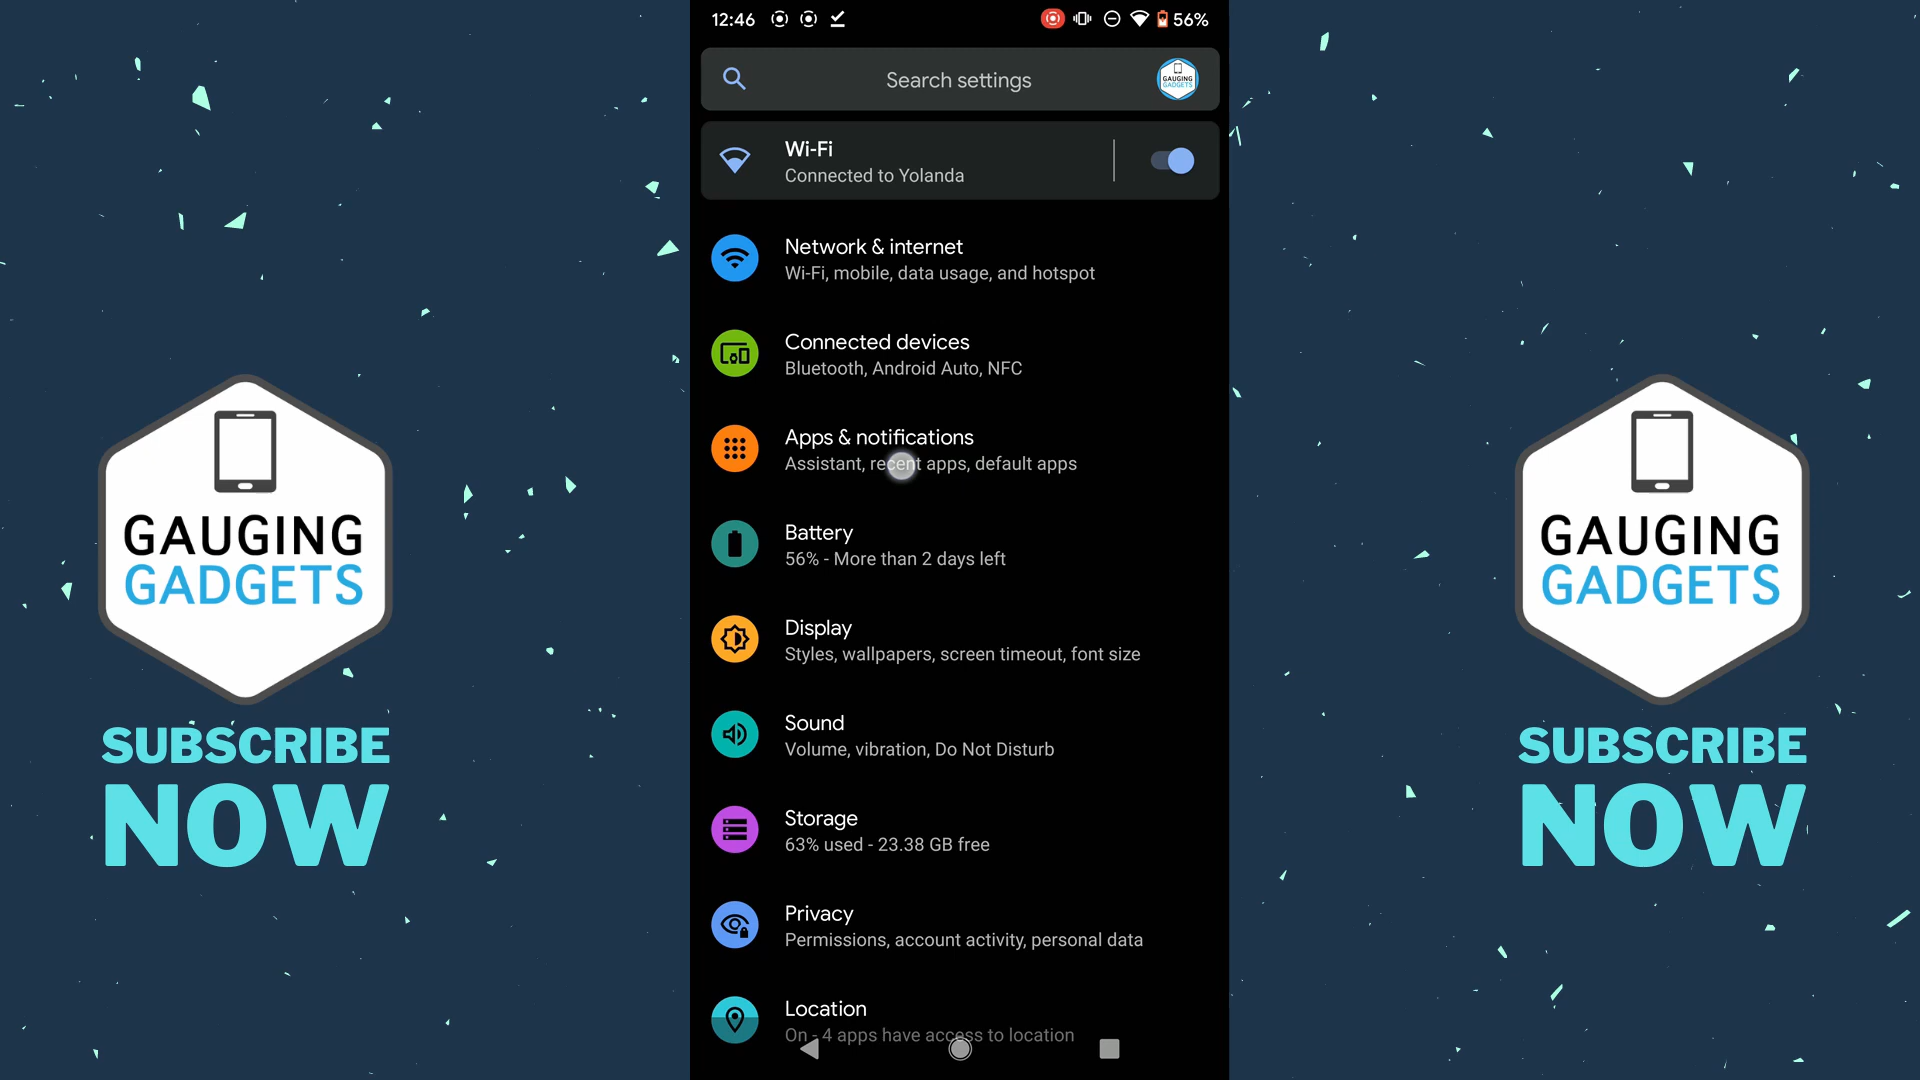 12:46
56%
Search settings
GAUGING
GADGETS
Wi-Fi
Connected to Yolanda
Network & internet
Wi-Fi, mobile, data usage, and hotspot
Connected devices
Bluetooth, Android Auto, NFC
Apps & notifications
Assistant, recent apps, default apps
Battery
56% - More than 2 days left
Display
Styles, wallpapers, screen timeout, font size
Sound
Volume, vibration, Do Not Disturb
Storage
63% used - 23.38 GB free
Privacy
Permissions, account activity, personal data
Location
On - 4 apps have access to location
GAUGING
GADGETS
SUBSCRIBE
NOW
GAUGING
GADGETS
SUBSCRIBE
NOW